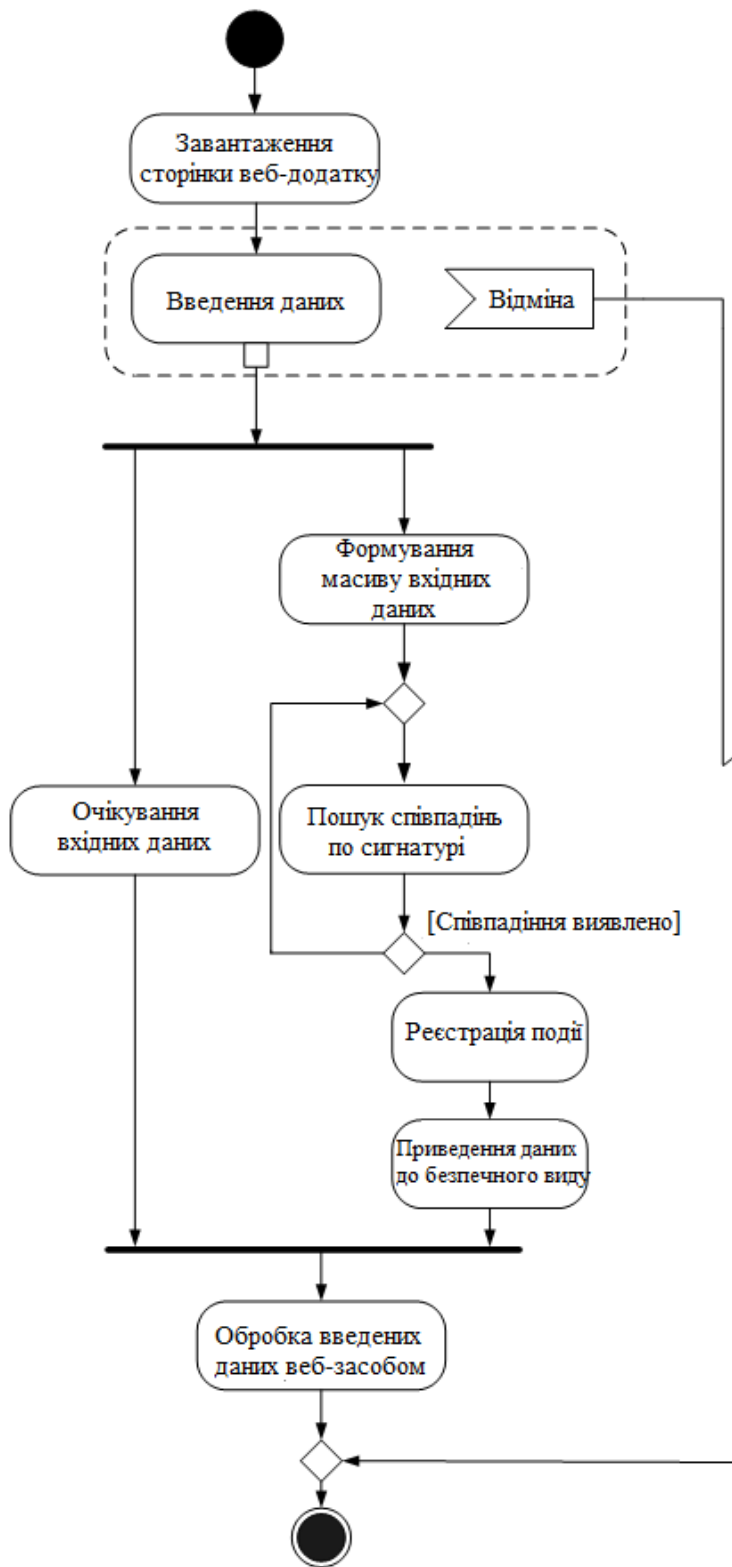 Завантаження
сторінки веб-додатку
Введення даних
Відміна
Формування
масиву вхідних
даних
Очікування
вхідних даних
Пошук співпадінь
по сигнатурі
[Співпадіння виявлено]
Реєстрація події
Приведення даних
до безпечного виду
Обробка введених
даних веб-засобом